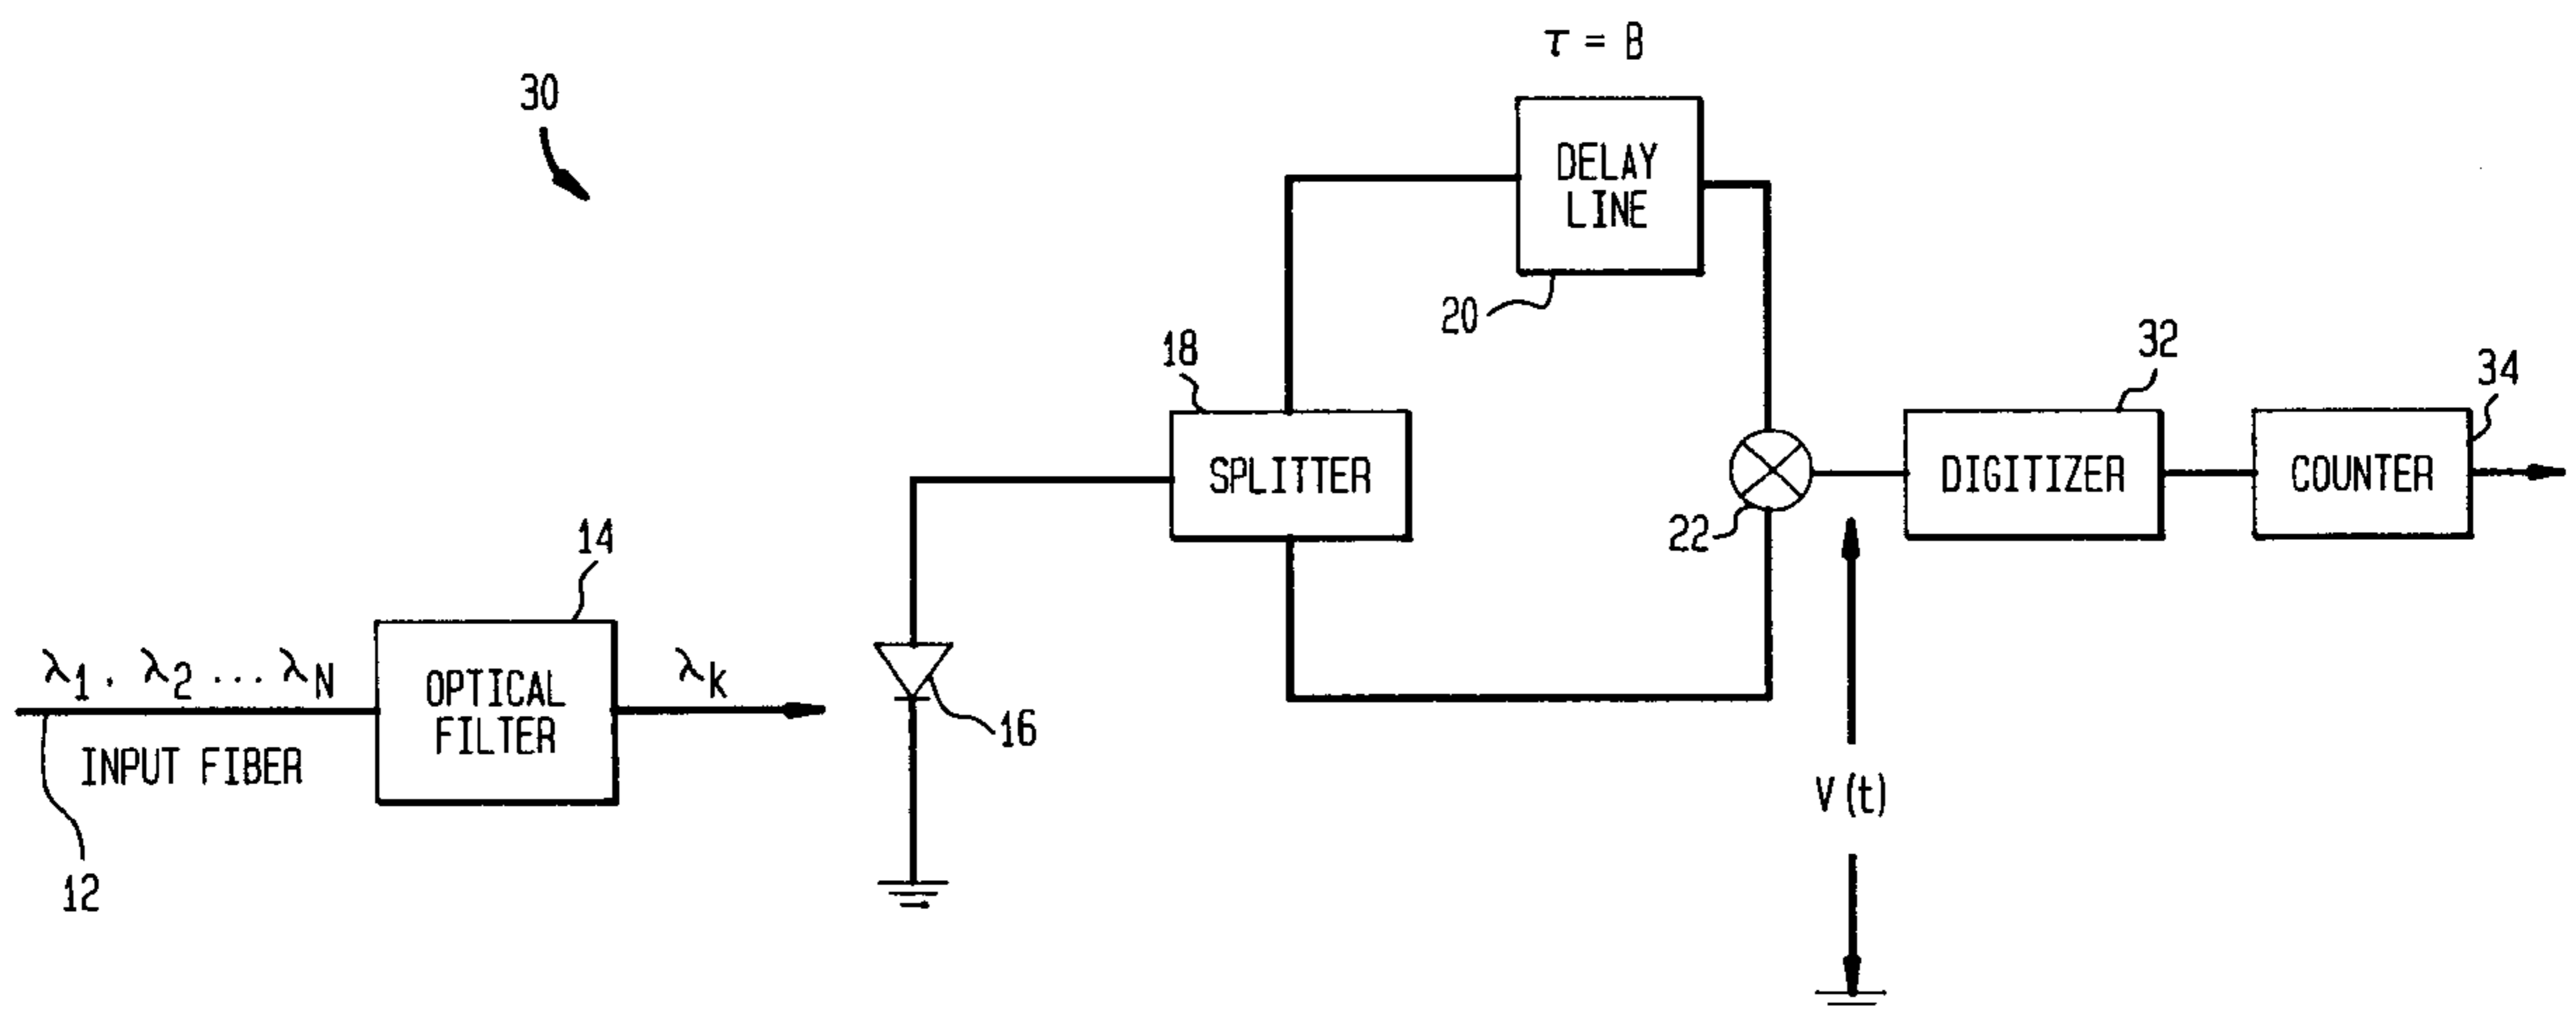 30
τ = B
DELAY
LINE
20
18
SPLITTER
22
32
DIGITIZER
34
COUNTER
14
λ1, λ2 ... λN
OPTICAL
FILTER
λk
INPUT FIBER
12
16
V(t)